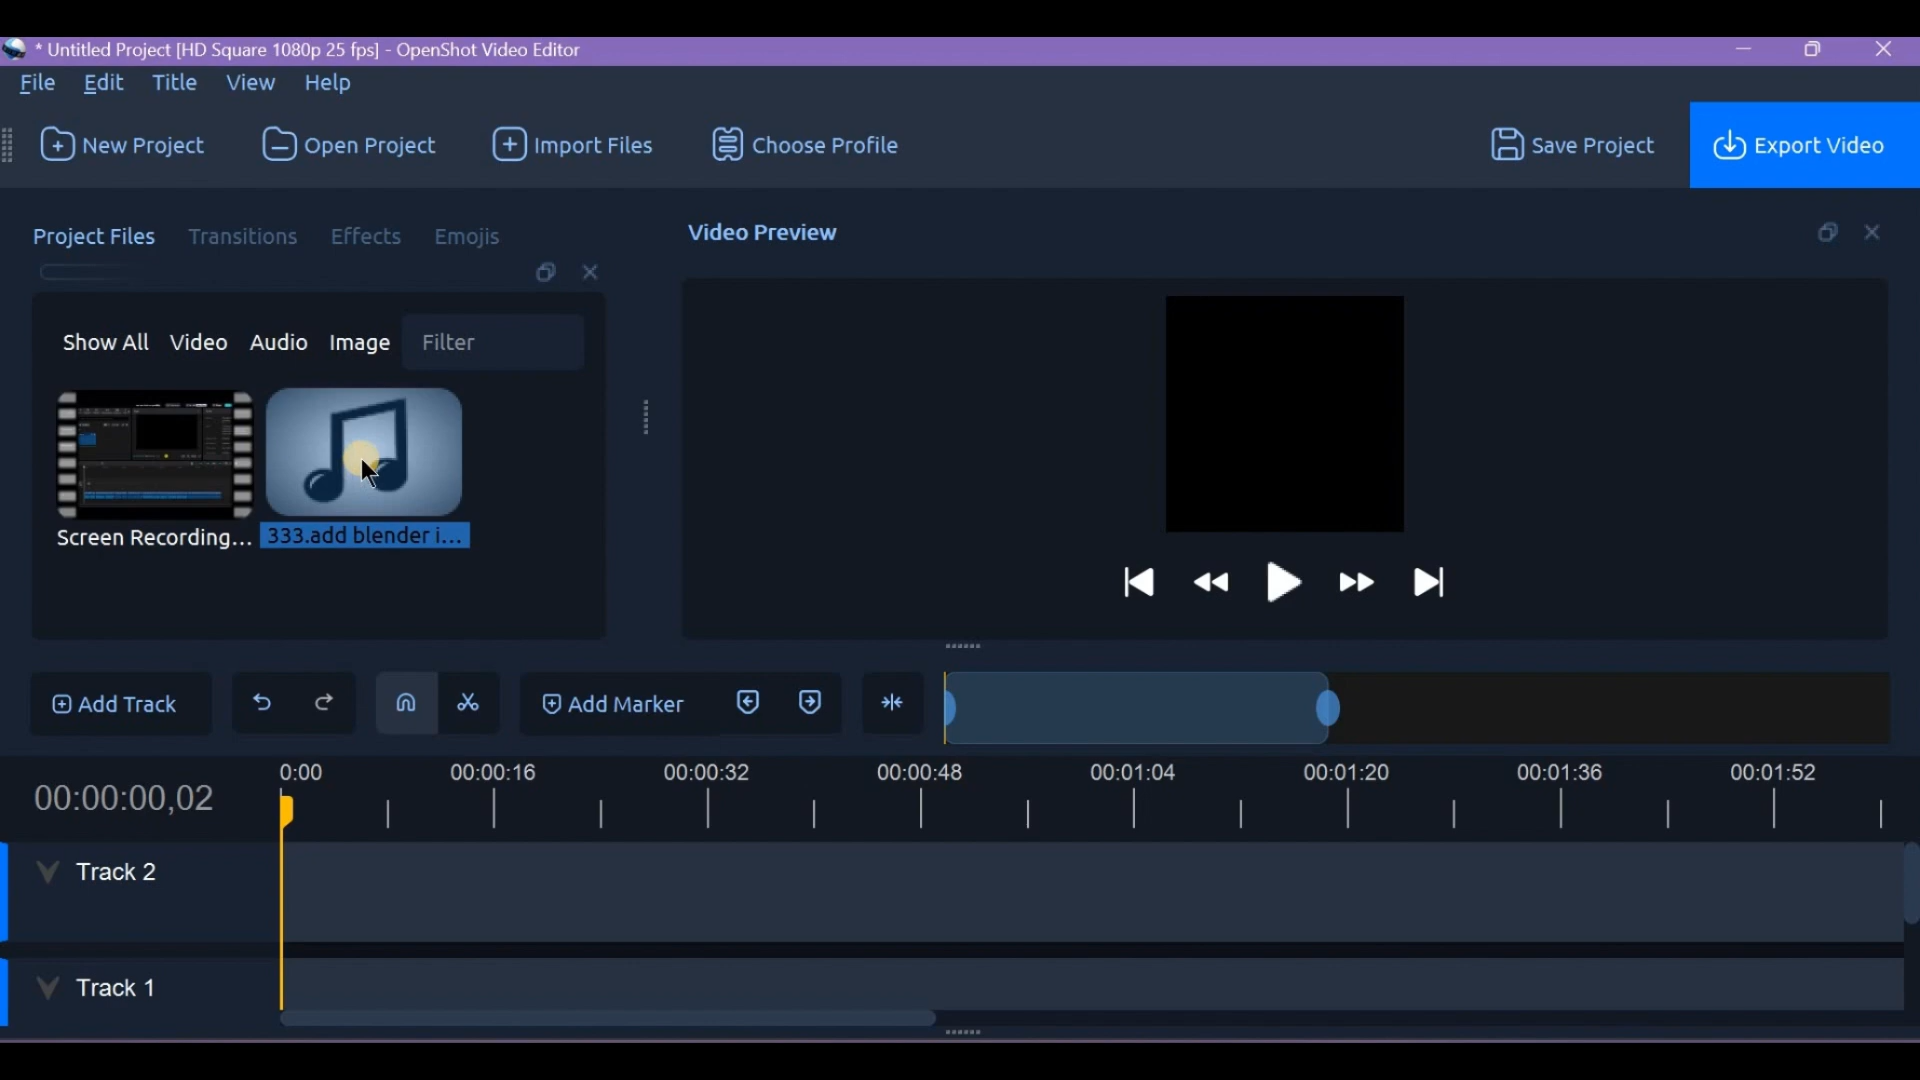 * Untitled Project [HD Square 1080p 25 fps] - OpenShot Video Editor
File Edit Title View Help
New Project Open Project Import Files Choose Profile Save Project Export Video
Project Files Transitions Effects Emojis
Video Preview
Show All Video Audio Image Filter
Screen Recording... 333.add blender i...
Add Track Add Marker
0:00 00:00:16 00:00:32 00:00:48 00:01:04 00:01:20 00:01:36 00:01:52
00:00:00,02
Track 2
Track 1